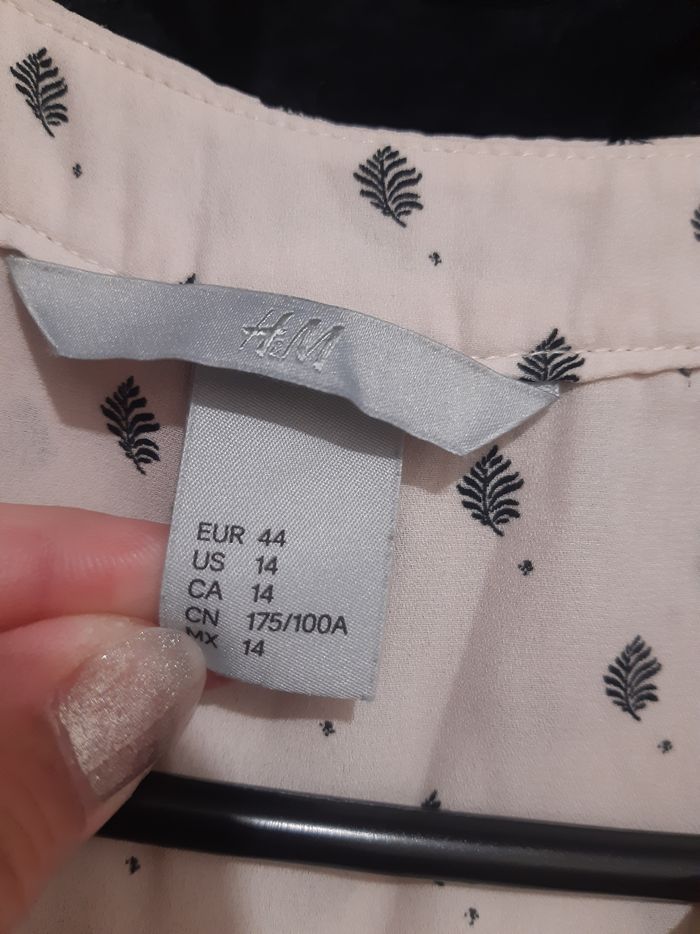 H&M
EUR 44
US 14
CA 14
CN 175/100A
MX 14